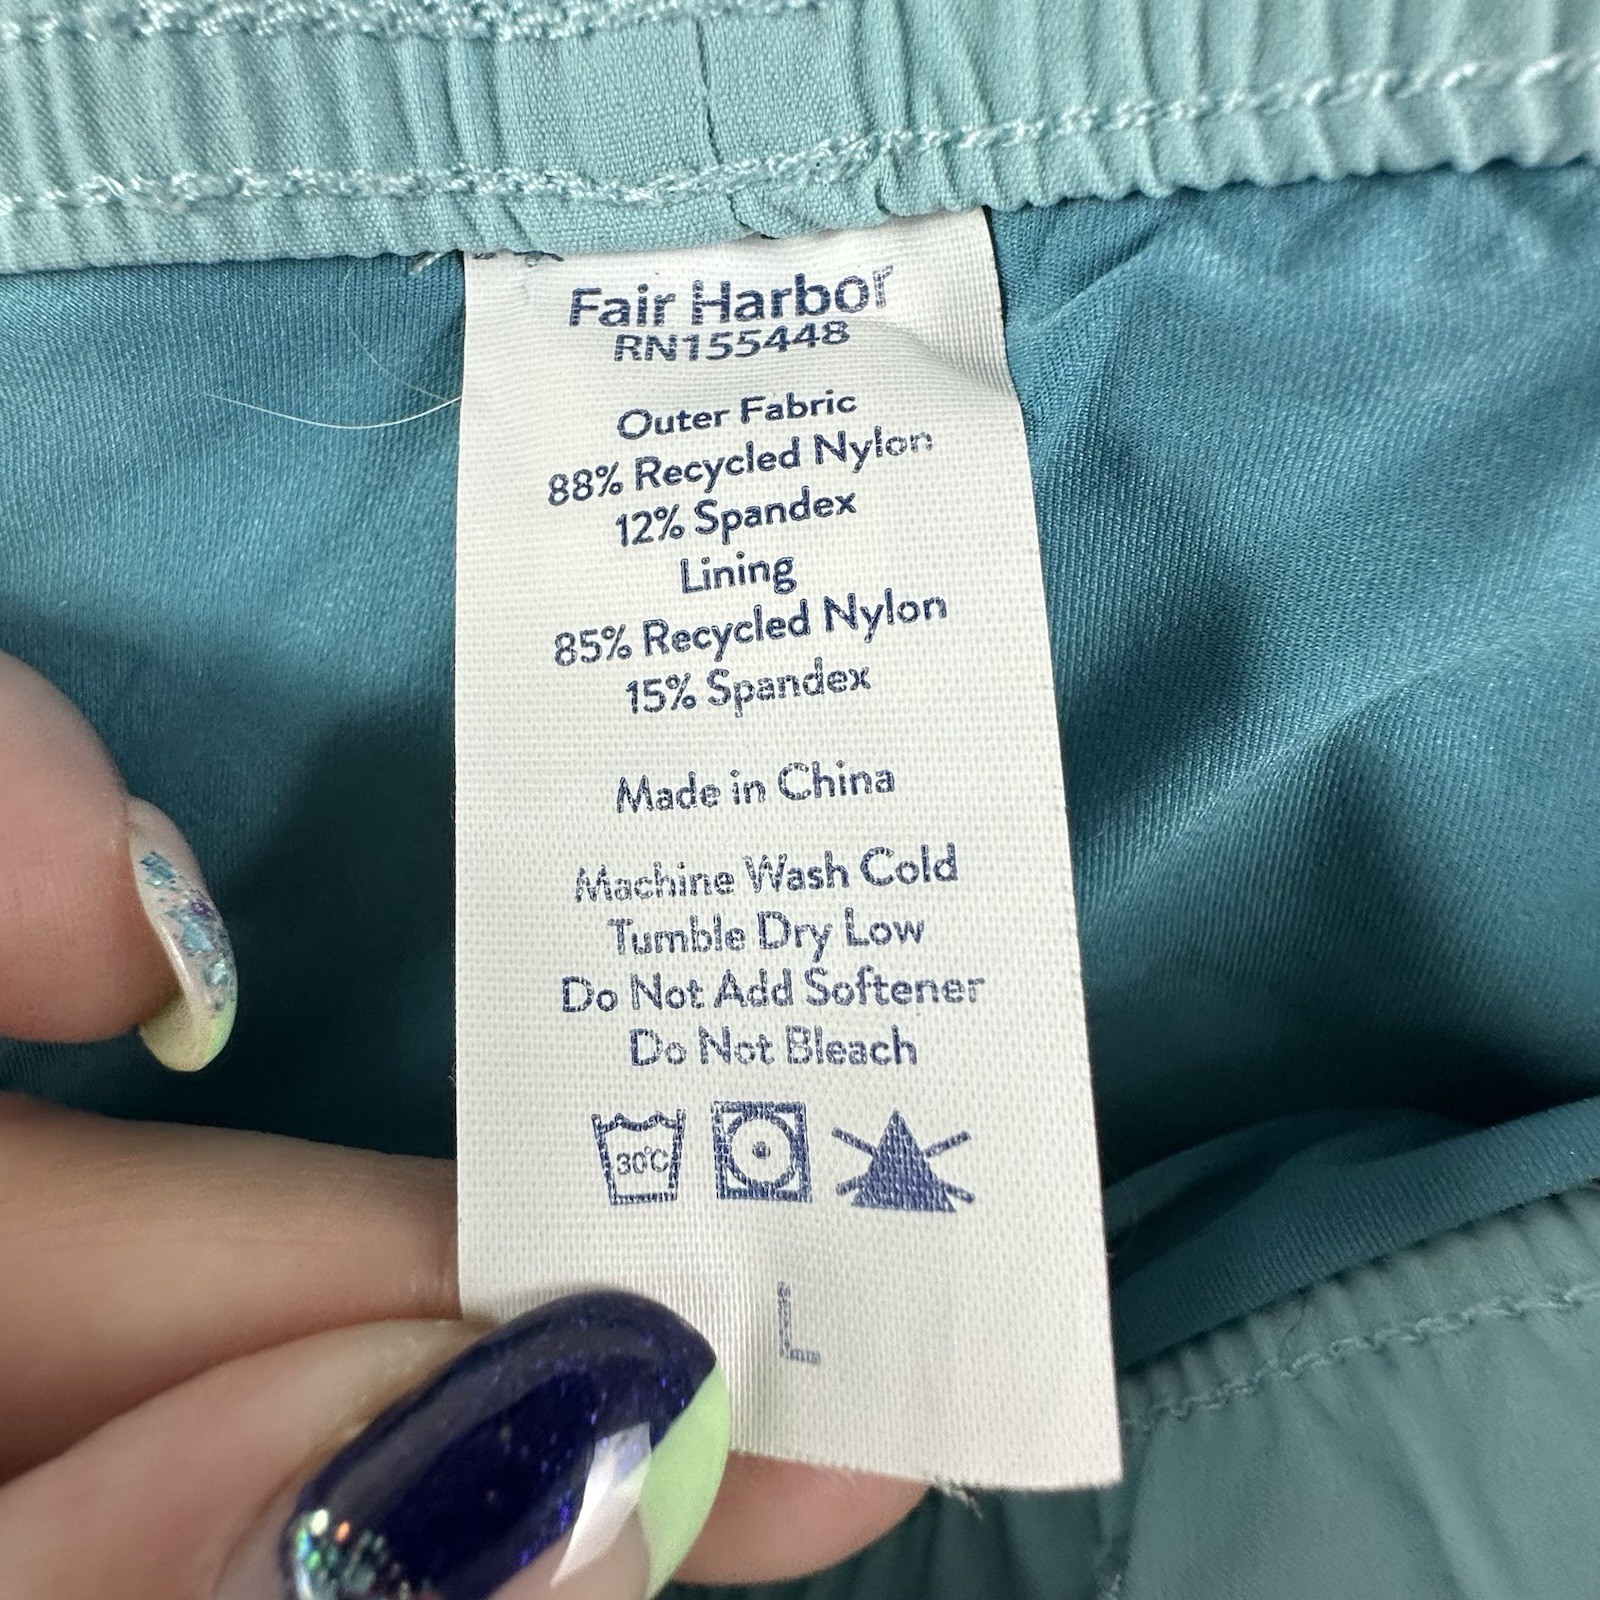 Fair Harbor
RN155448
Outer Fabric
88% Recycled Nylon
12% Spandex
Lining
85% Recycled Nylon
15% Spandex
Made in China
Machine Wash Cold
Tumble Dry Low
Do Not Add Softener
Do Not Bleach
30°C
L